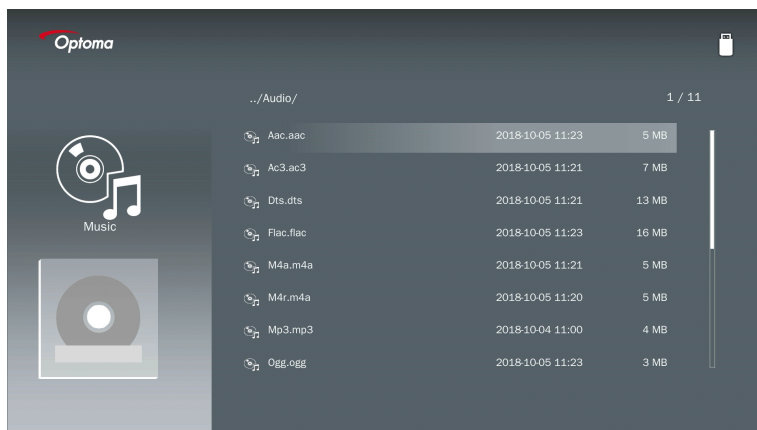 Optoma
../Audio/ 1 / 11
Aac.aac 2018-10-05 11:23 5 MB
Ac3.ac3 2018-10-05 11:21 7 MB
Dts.dts 2018-10-05 11:21 13 MB
Flac.flac 2018-10-05 11:23 16 MB
M4a.m4a 2018-10-05 11:21 5 MB
M4r.m4a 2018-10-05 11:20 5 MB
Mp3.mp3 2018-10-04 11:00 4 MB
Ogg.ogg 2018-10-05 11:23 3 MB
Music